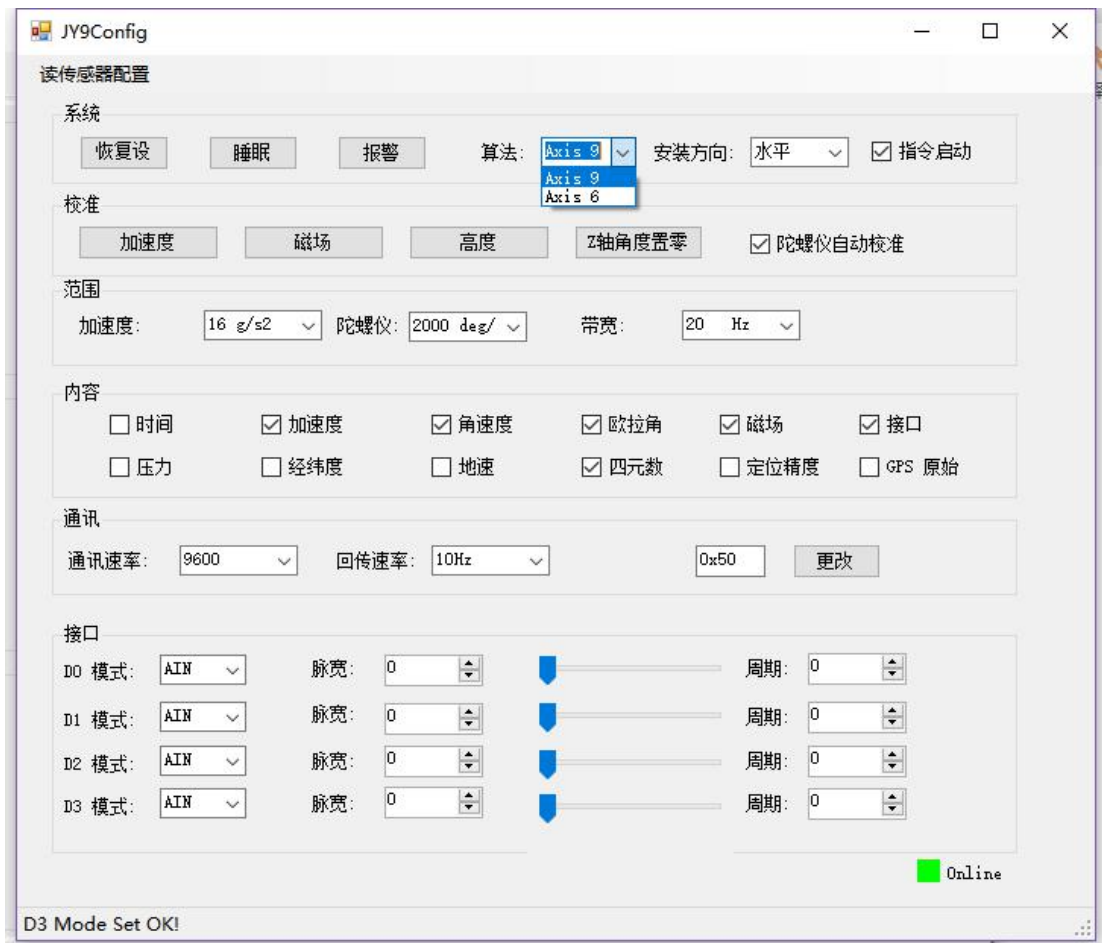 JY9Config
读传感器配置
系统
恢复设 睡眠 报警 算法: Axis 9 安装方向: 水平 指令启动
Axis 9
Axis 6
校准
加速度 磁场 高度 Z轴角度置零 陀螺仪自动校准
范围
加速度: 16 g/s2 陀螺仪: 2000 deg/ 带宽: 20 Hz
内容
时间 加速度 角速度 欧拉角 磁场 接口
压力 经纬度 地速 四元数 定位精度 GPS 原始
通讯
通讯速率: 9600 回传速率: 10Hz 0x50 更改
接口
D0 模式: AIN 脉宽: 0 周期: 0
D1 模式: AIN 脉宽: 0 周期: 0
D2 模式: AIN 脉宽: 0 周期: 0
D3 模式: AIN 脉宽: 0 周期: 0
Online
D3 Mode Set OK!